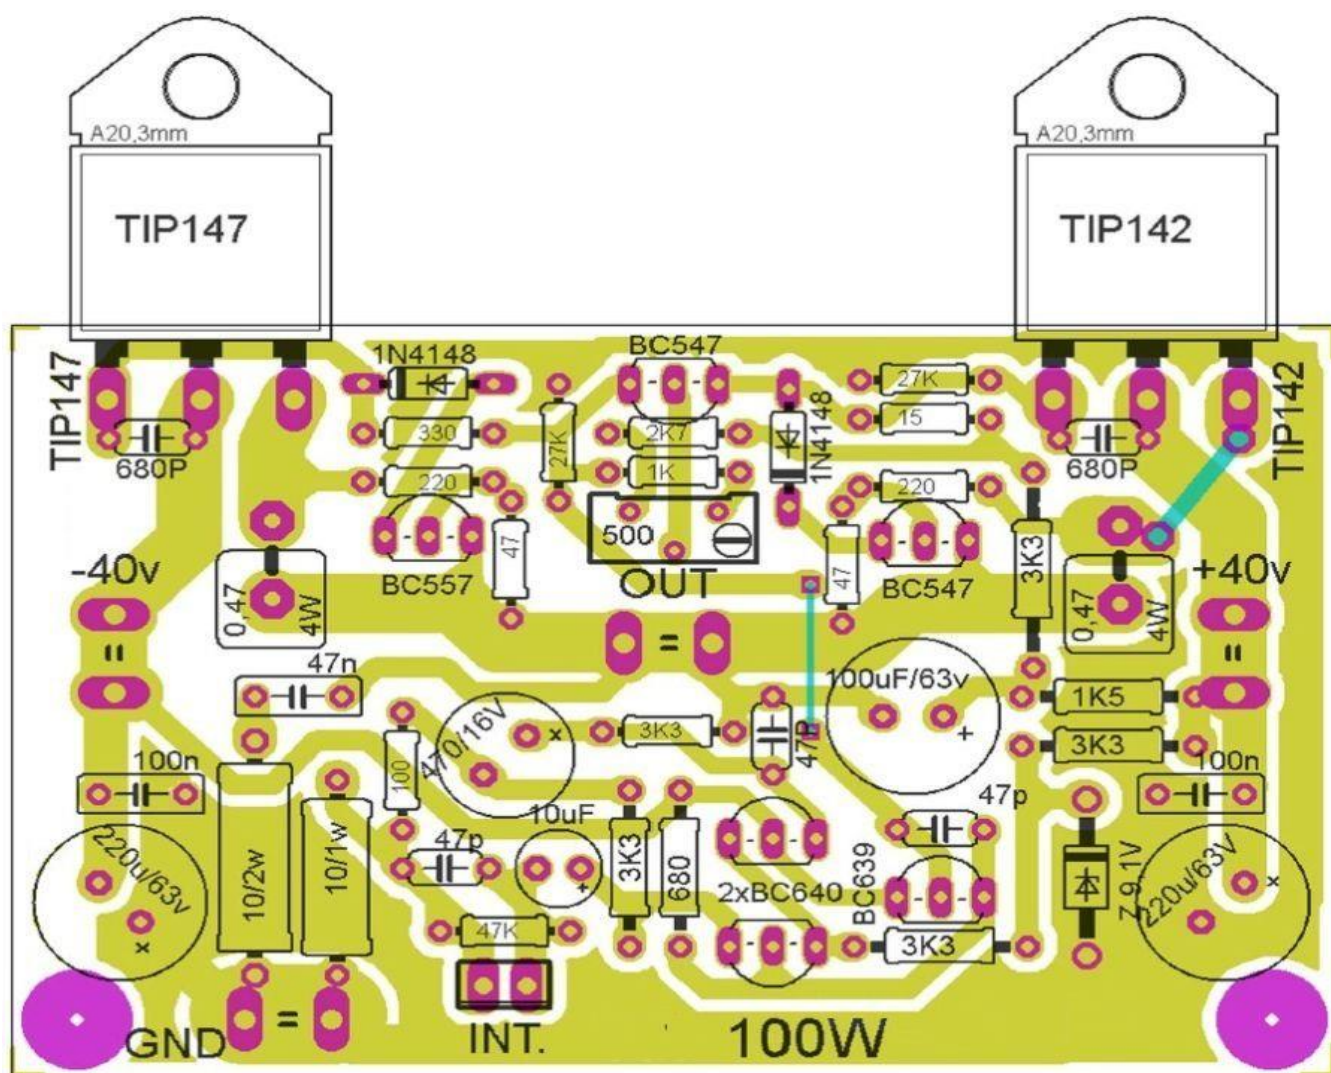 A20,3mm
A20,3mm
TIP147
TIP142
TIP147
1N4148
BC547
27K
15
TIP142
680P
330
220
27K
2K7
1K
1N4148
220
680P
500
47
47
3K3
BC557
OUT
BC547
-40v
=
0,47
4W
=
0,47
4W
+40v
=
47n
100uF/63v
+
1K5
100
470/16V
×
3K3
47P
3K3
100n
100n
220u/63v
×
10/2w
10/1w
47p
10uF
+
3K3
680
47p
2xBC640
BC639
Z 9,1V
220u/63V
×
47K
3K3
GND
=
INT.
100W